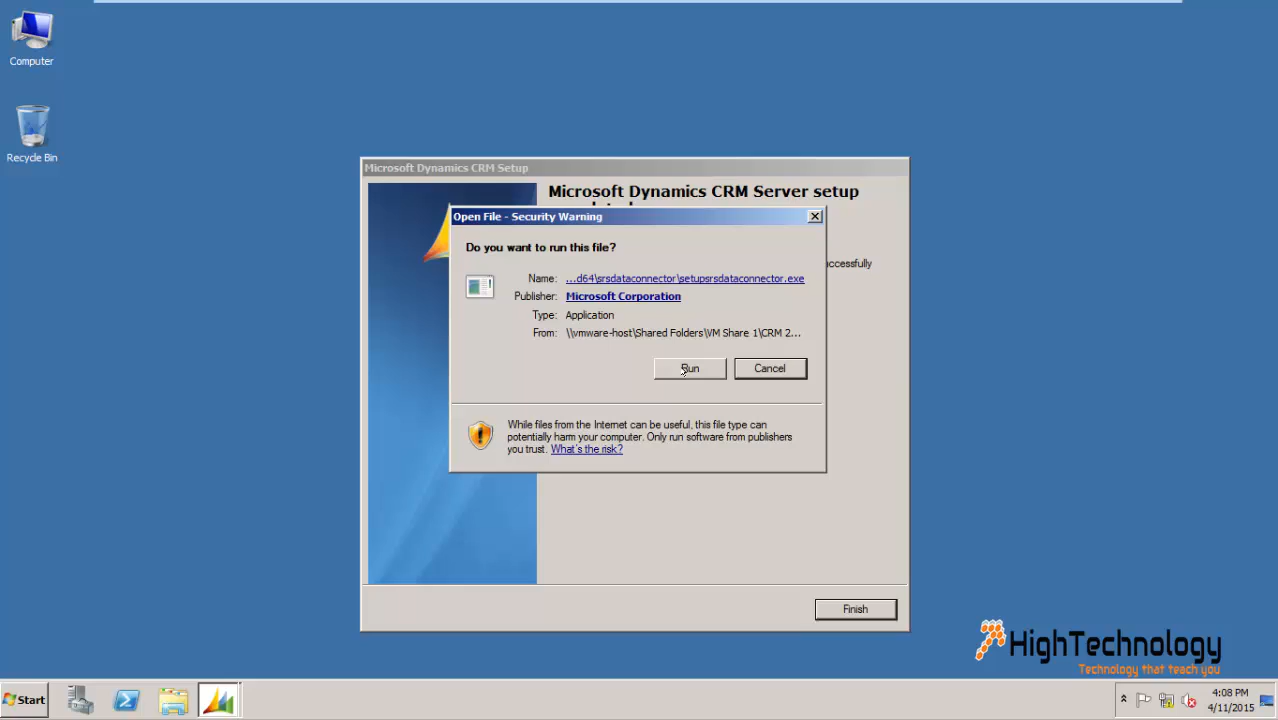 Computer
Recycle Bin
Microsoft Dynamics CRM Setup
Microsoft Dynamics CRM Server setup
Open File - Security Warning
Do you want to run this file?
Name: ...d64\srsdataconnector\setupsrsdataconnector.exe
uccessfully
Publisher: Microsoft Corporation
Type: Application
From: \\vmware-host\Shared Folders\VM Share 1\CRM 2...
Run
Cancel
While files from the Internet can be useful, this file type can
potentially harm your computer. Only run software from publishers
you trust. What's the risk?
Finish
HighTechnology
Technology that teach you
Start
4:08 PM
4/11/2015